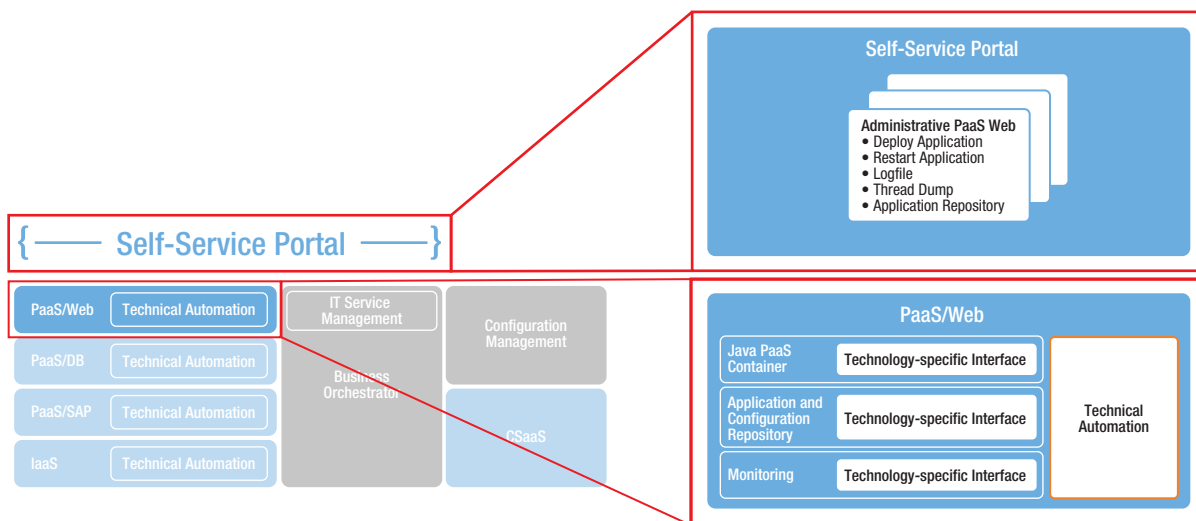 Self-Service Portal
Administrative PaaS Web
• Deploy Application
• Restart Application
• Logfile
• Thread Dump
• Application Repository
{ Self-Service Portal }
PaaS/Web
Technical Automation
IT Service
Management
Configuration
Management
PaaS/DB
Technical Automation
Business
Orchestrator
PaaS/SAP
Technical Automation
CSaaS
IaaS
Technical Automation
PaaS/Web
Java PaaS
Container
Technology-specific Interface
Application and
Configuration
Repository
Technology-specific Interface
Monitoring
Technology-specific Interface
Technical
Automation